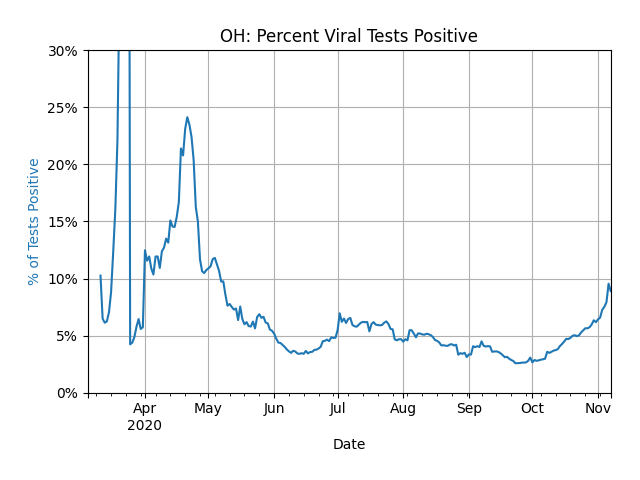 OH: Percent Viral Tests Positive
30%
25%
20%
15%
10%
5%
0%
% of Tests Positive
Apr May Jun Jul Aug Sep Oct Nov
2020
Date